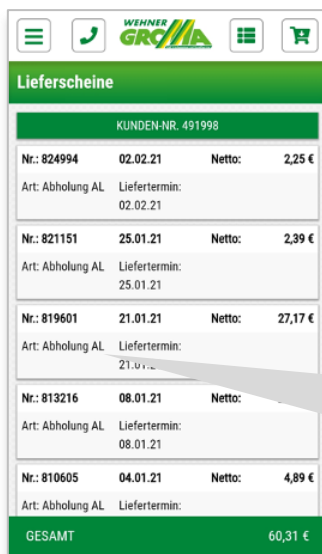 WEHNER
GROMA
Lieferscheine
KUNDEN-NR. 491998
Nr.: 824994 02.02.21 Netto: 2,25 €
Art: Abholung AL Liefertermin:
02.02.21
Nr.: 821151 25.01.21 Netto: 2,39 €
Art: Abholung AL Liefertermin:
25.01.21
Nr.: 819601 21.01.21 Netto: 27,17 €
Art: Abholung AL Liefertermin:
Nr.: 813216 08.01.21 Netto:
Art: Abholung AL Liefertermin:
08.01.21
Nr.: 810605 04.01.21 Netto: 4,89 €
Art: Abholung AL Liefertermin:
GESAMT 60,31 €